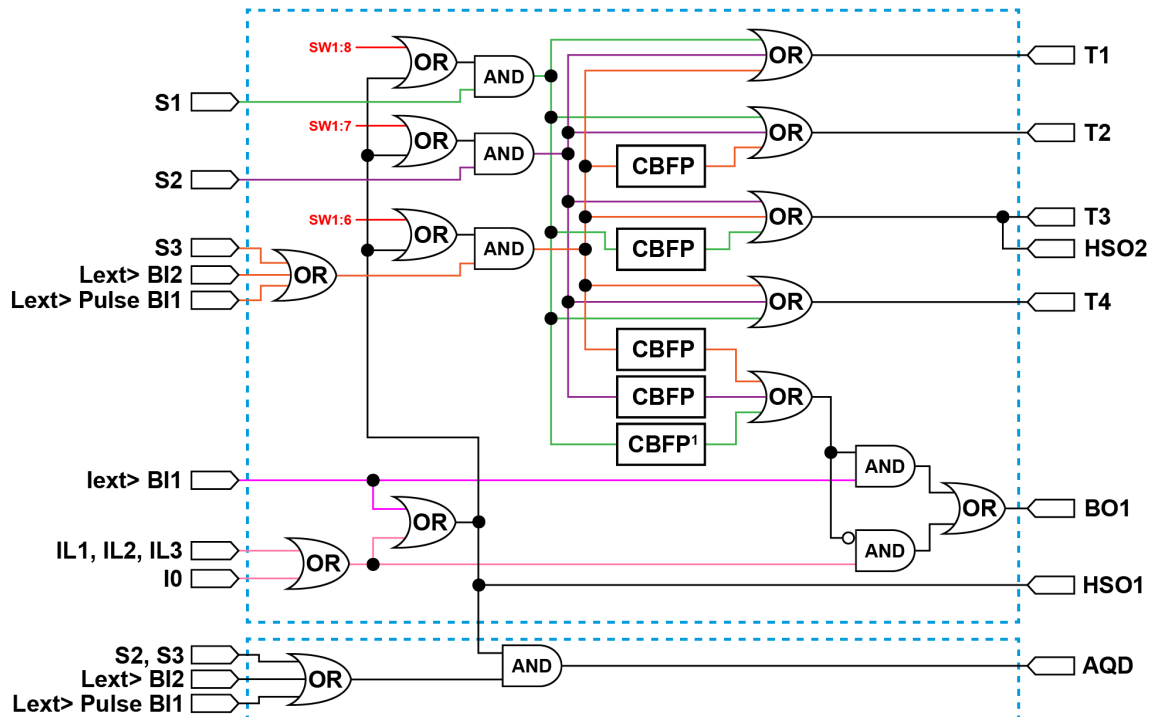 SW1:8
OR
AND
OR
T1
S1
SW1:7
OR
AND
OR
T2
CBFP
S2
SW1:6
OR
AND
OR
T3
S3
CBFP
HSO2
Lext> BI2
OR
Lext> Pulse BI1
OR
T4
CBFP
CBFP
OR
CBFP¹
AND
Iext> BI1
OR
OR
BO1
IL1, IL2, IL3
OR
AND
I0
HSO1
S2, S3
AND
AQD
Lext> BI2
OR
Lext> Pulse BI1